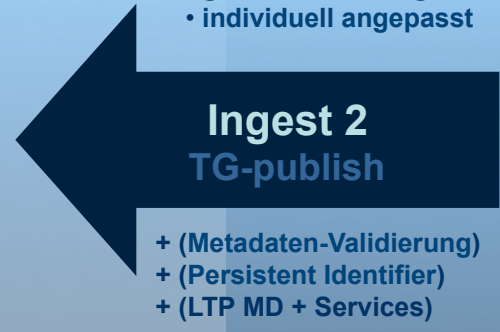 • individuell angepasst
Ingest 2
TG-publish
+ (Metadaten-Validierung)
+ (Persistent Identifier)
+ (LTP MD + Services)